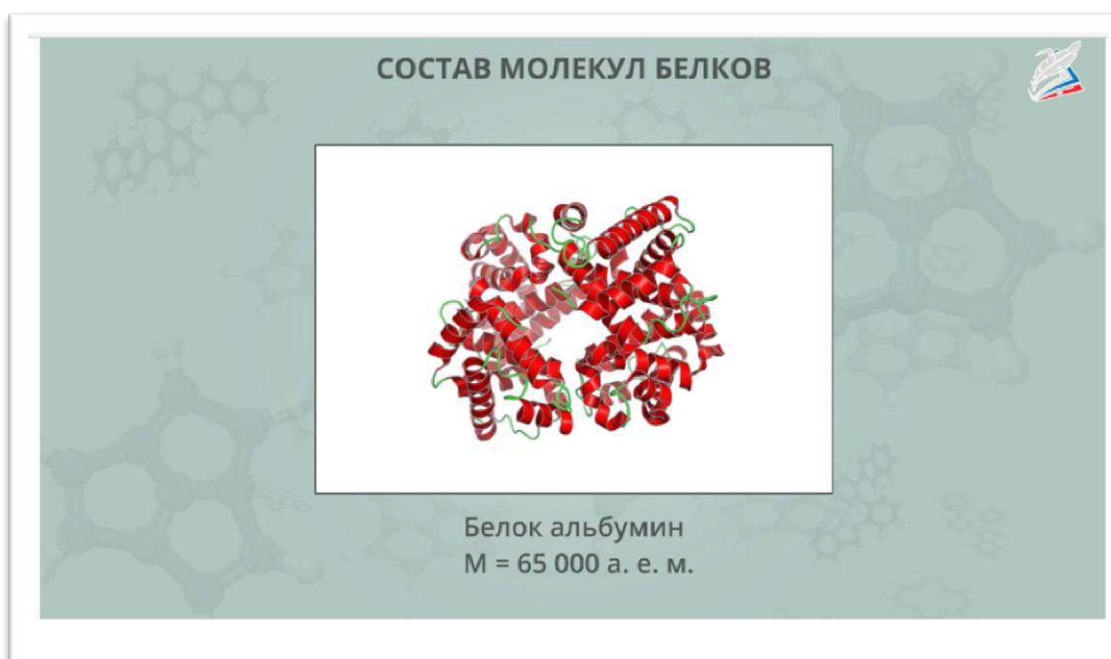 СОСТАВ МОЛЕКУЛ БЕЛКОВ
Белок альбумин
М = 65 000 а. е. м.